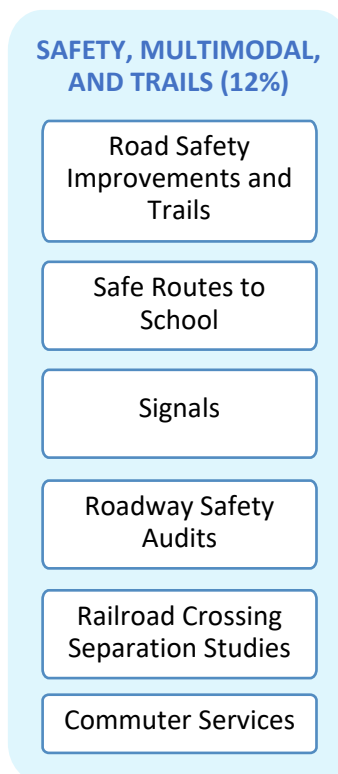 SAFETY, MULTIMODAL,
AND TRAILS (12%)
Road Safety
Improvements and
Trails
Safe Routes to
School
Signals
Roadway Safety
Audits
Railroad Crossing
Separation Studies
Commuter Services